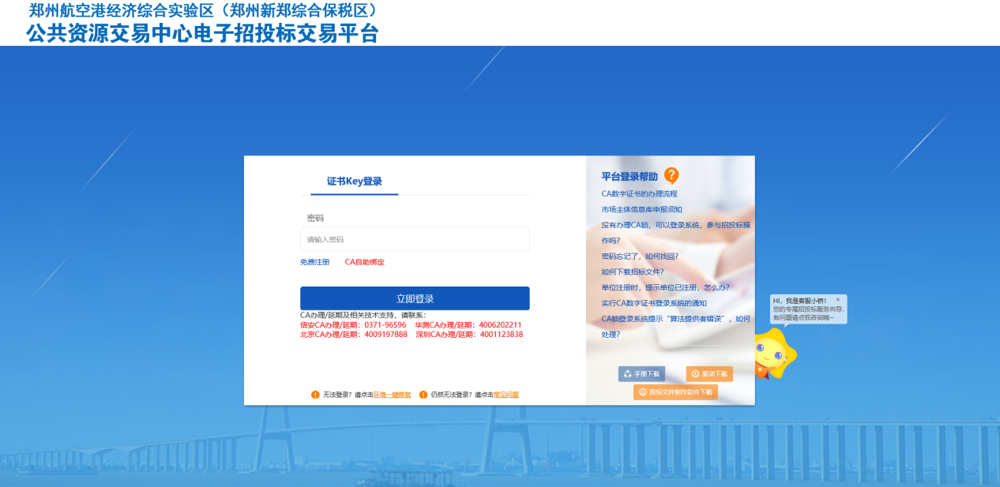 郑州航空港经济综合实验区（郑州新郑综合保税区）
公共资源交易中心电子招投标交易平台
证书Key登录
密码
请输入密码
免费注册 CA自助绑定
立即登录
CA办理/延期及相关技术支持，请联系：
信安CA办理/延期：0371-96596 华测CA办理/延期：4006202211
北京CA办理/延期：4009197888 深圳CA办理/延期：4001123838
无法登录？请点击环境一键修复 仍然无法登录？请点击常见问题
平台登录帮助
CA数字证书的办理流程
市场主体信息库申报须知
没有办理CA锁，可以登录系统，参与招投标操
作吗？
密码忘记了，如何找回？
如何下载招标文件？
单位注册时，提示单位已注册，怎么办？
实行CA数字证书登录系统的通知
CA锁登录系统提示“算法提供者错误”，如何
处理？
手册下载 驱动下载
投标文件制作软件下载
HI，我是客服小桥！ ×
您的专属招投标服务向导，
有问题请点我咨询哦~